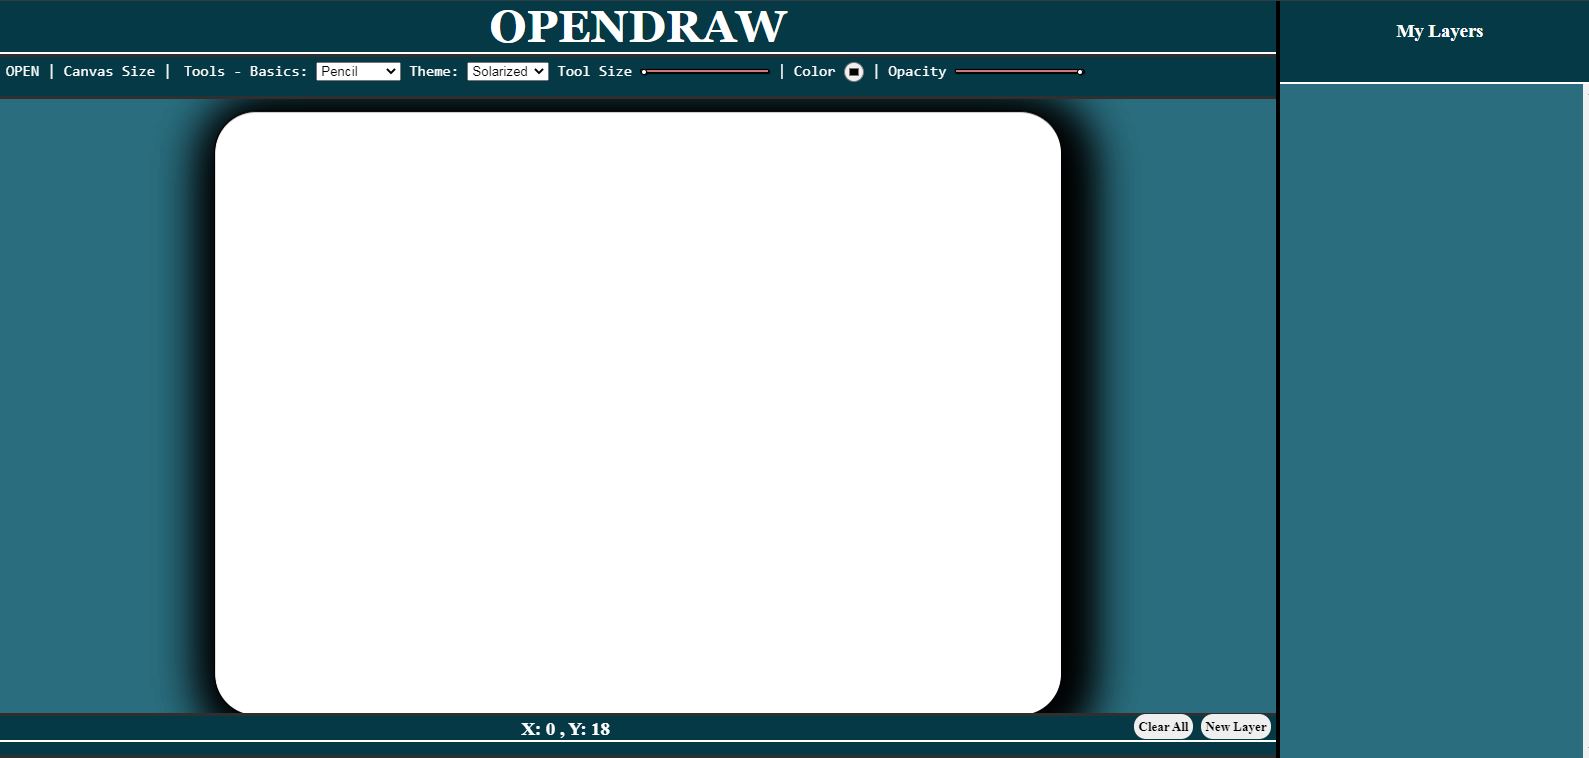 OPENDRAW
My Layers
OPEN | Canvas Size | Tools - Basics: Pencil Theme: Solarized Tool Size | Color | Opacity
X: 0 , Y: 18
Clear All New Layer